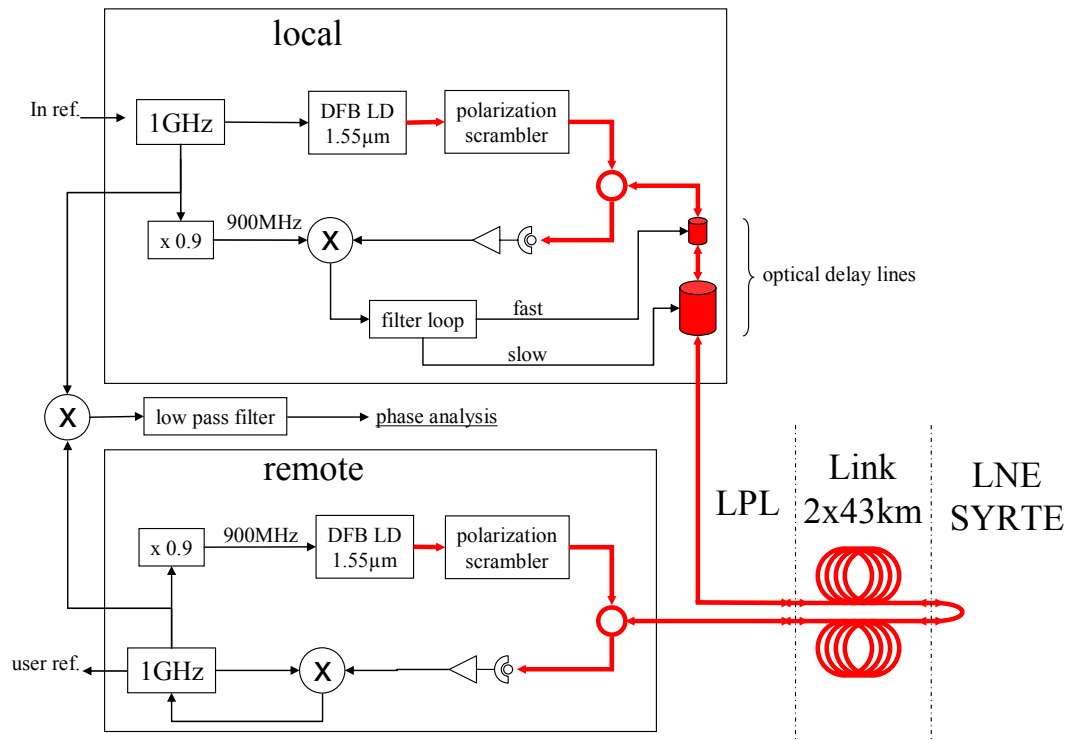 local
In ref.
1GHz
DFB LD
1.55µm
polarization
scrambler
x 0.9
900MHz
X
optical delay lines
filter loop
fast
slow
X
low pass filter
phase analysis
remote
LPL
Link
2x43km
LNE
SYRTE
x 0.9
900MHz
DFB LD
1.55µm
polarization
scrambler
user ref.
1GHz
X